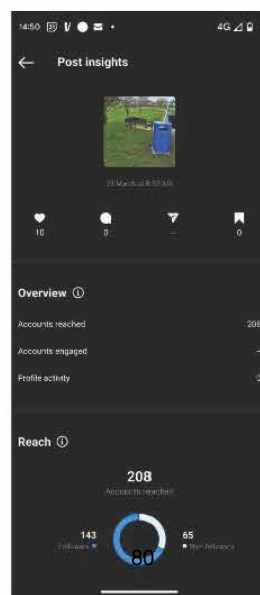 14:50 4G
Post insights
10 -- 0
Overview
Accounts reached 208
Accounts engaged --
Profile activity 0
Reach
208
Accounts reached
143 65
Followers Non-followers
80